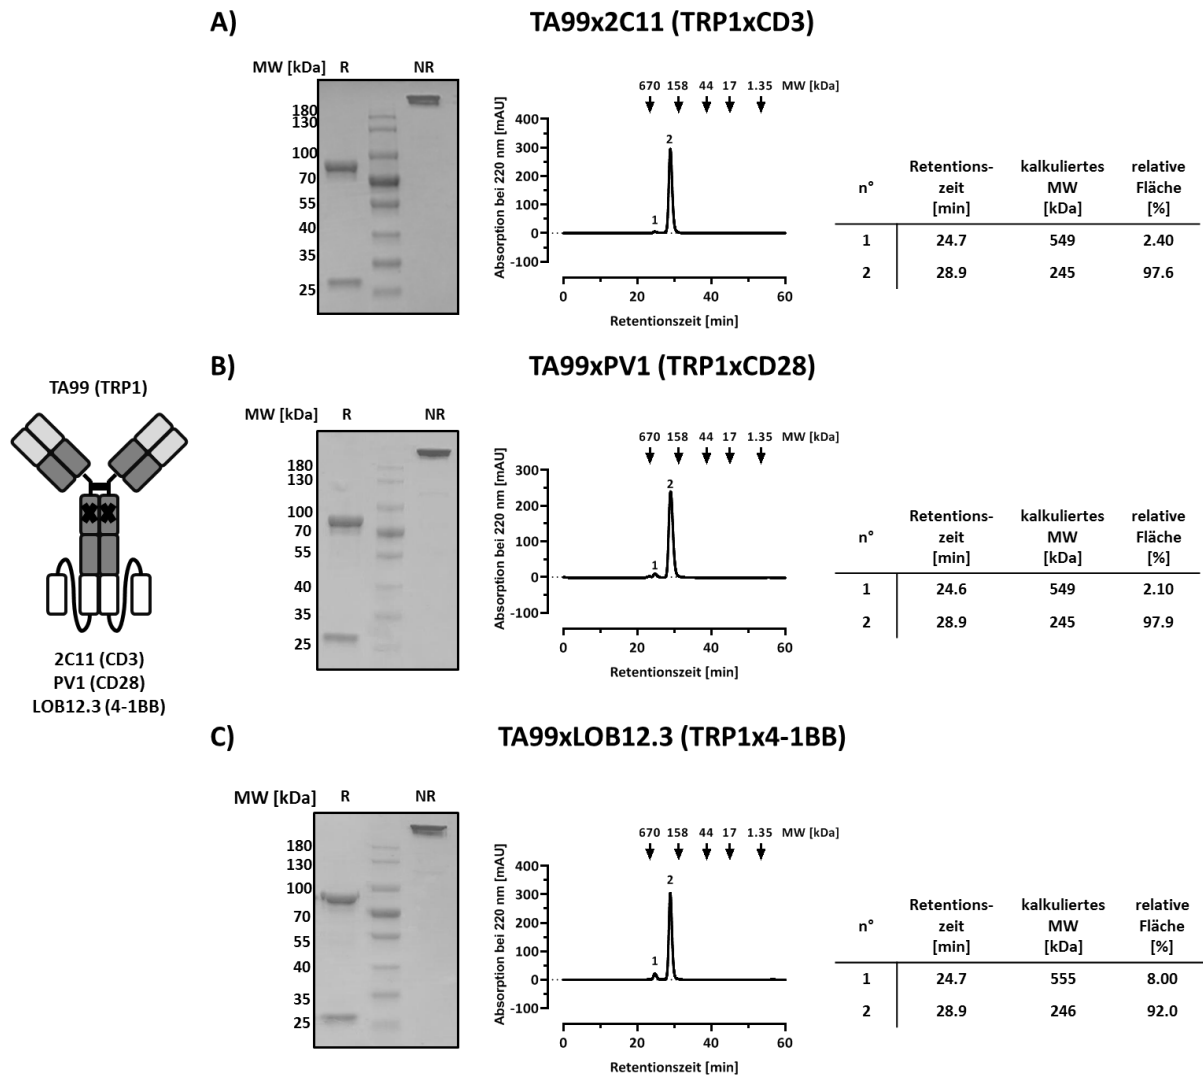 A)
TA99x2C11 (TRP1xCD3)
MW [kDa] R NR
180
130
100
70
55
40
35
25
670 158 44 17 1.35 MW [kDa]
Absorption bei 220 nm [mAU]
400
300
200
100
0
-100
1
2
0 20 40 60
Retentionszeit [min]
n° Retentions-zeit [min] kalkuliertes MW [kDa] relative Fläche [%]
1 24.7 549 2.40
2 28.9 245 97.6
TA99 (TRP1)
2C11 (CD3)
PV1 (CD28)
LOB12.3 (4-1BB)
B)
TA99xPV1 (TRP1xCD28)
MW [kDa] R NR
180
130
100
70
55
40
35
25
670 158 44 17 1.35 MW [kDa]
Absorption bei 220 nm [mAU]
300
200
100
0
-100
1
2
0 20 40 60
Retentionszeit [min]
n° Retentions-zeit [min] kalkuliertes MW [kDa] relative Fläche [%]
1 24.6 549 2.10
2 28.9 245 97.9
C)
TA99xLOB12.3 (TRP1x4-1BB)
MW [kDa] R NR
180
130
100
70
55
40
35
25
670 158 44 17 1.35 MW [kDa]
Absorption bei 220 nm [mAU]
400
300
200
100
0
-100
1
2
0 20 40 60
Retentionszeit [min]
n° Retentions-zeit [min] kalkuliertes MW [kDa] relative Fläche [%]
1 24.7 555 8.00
2 28.9 246 92.0